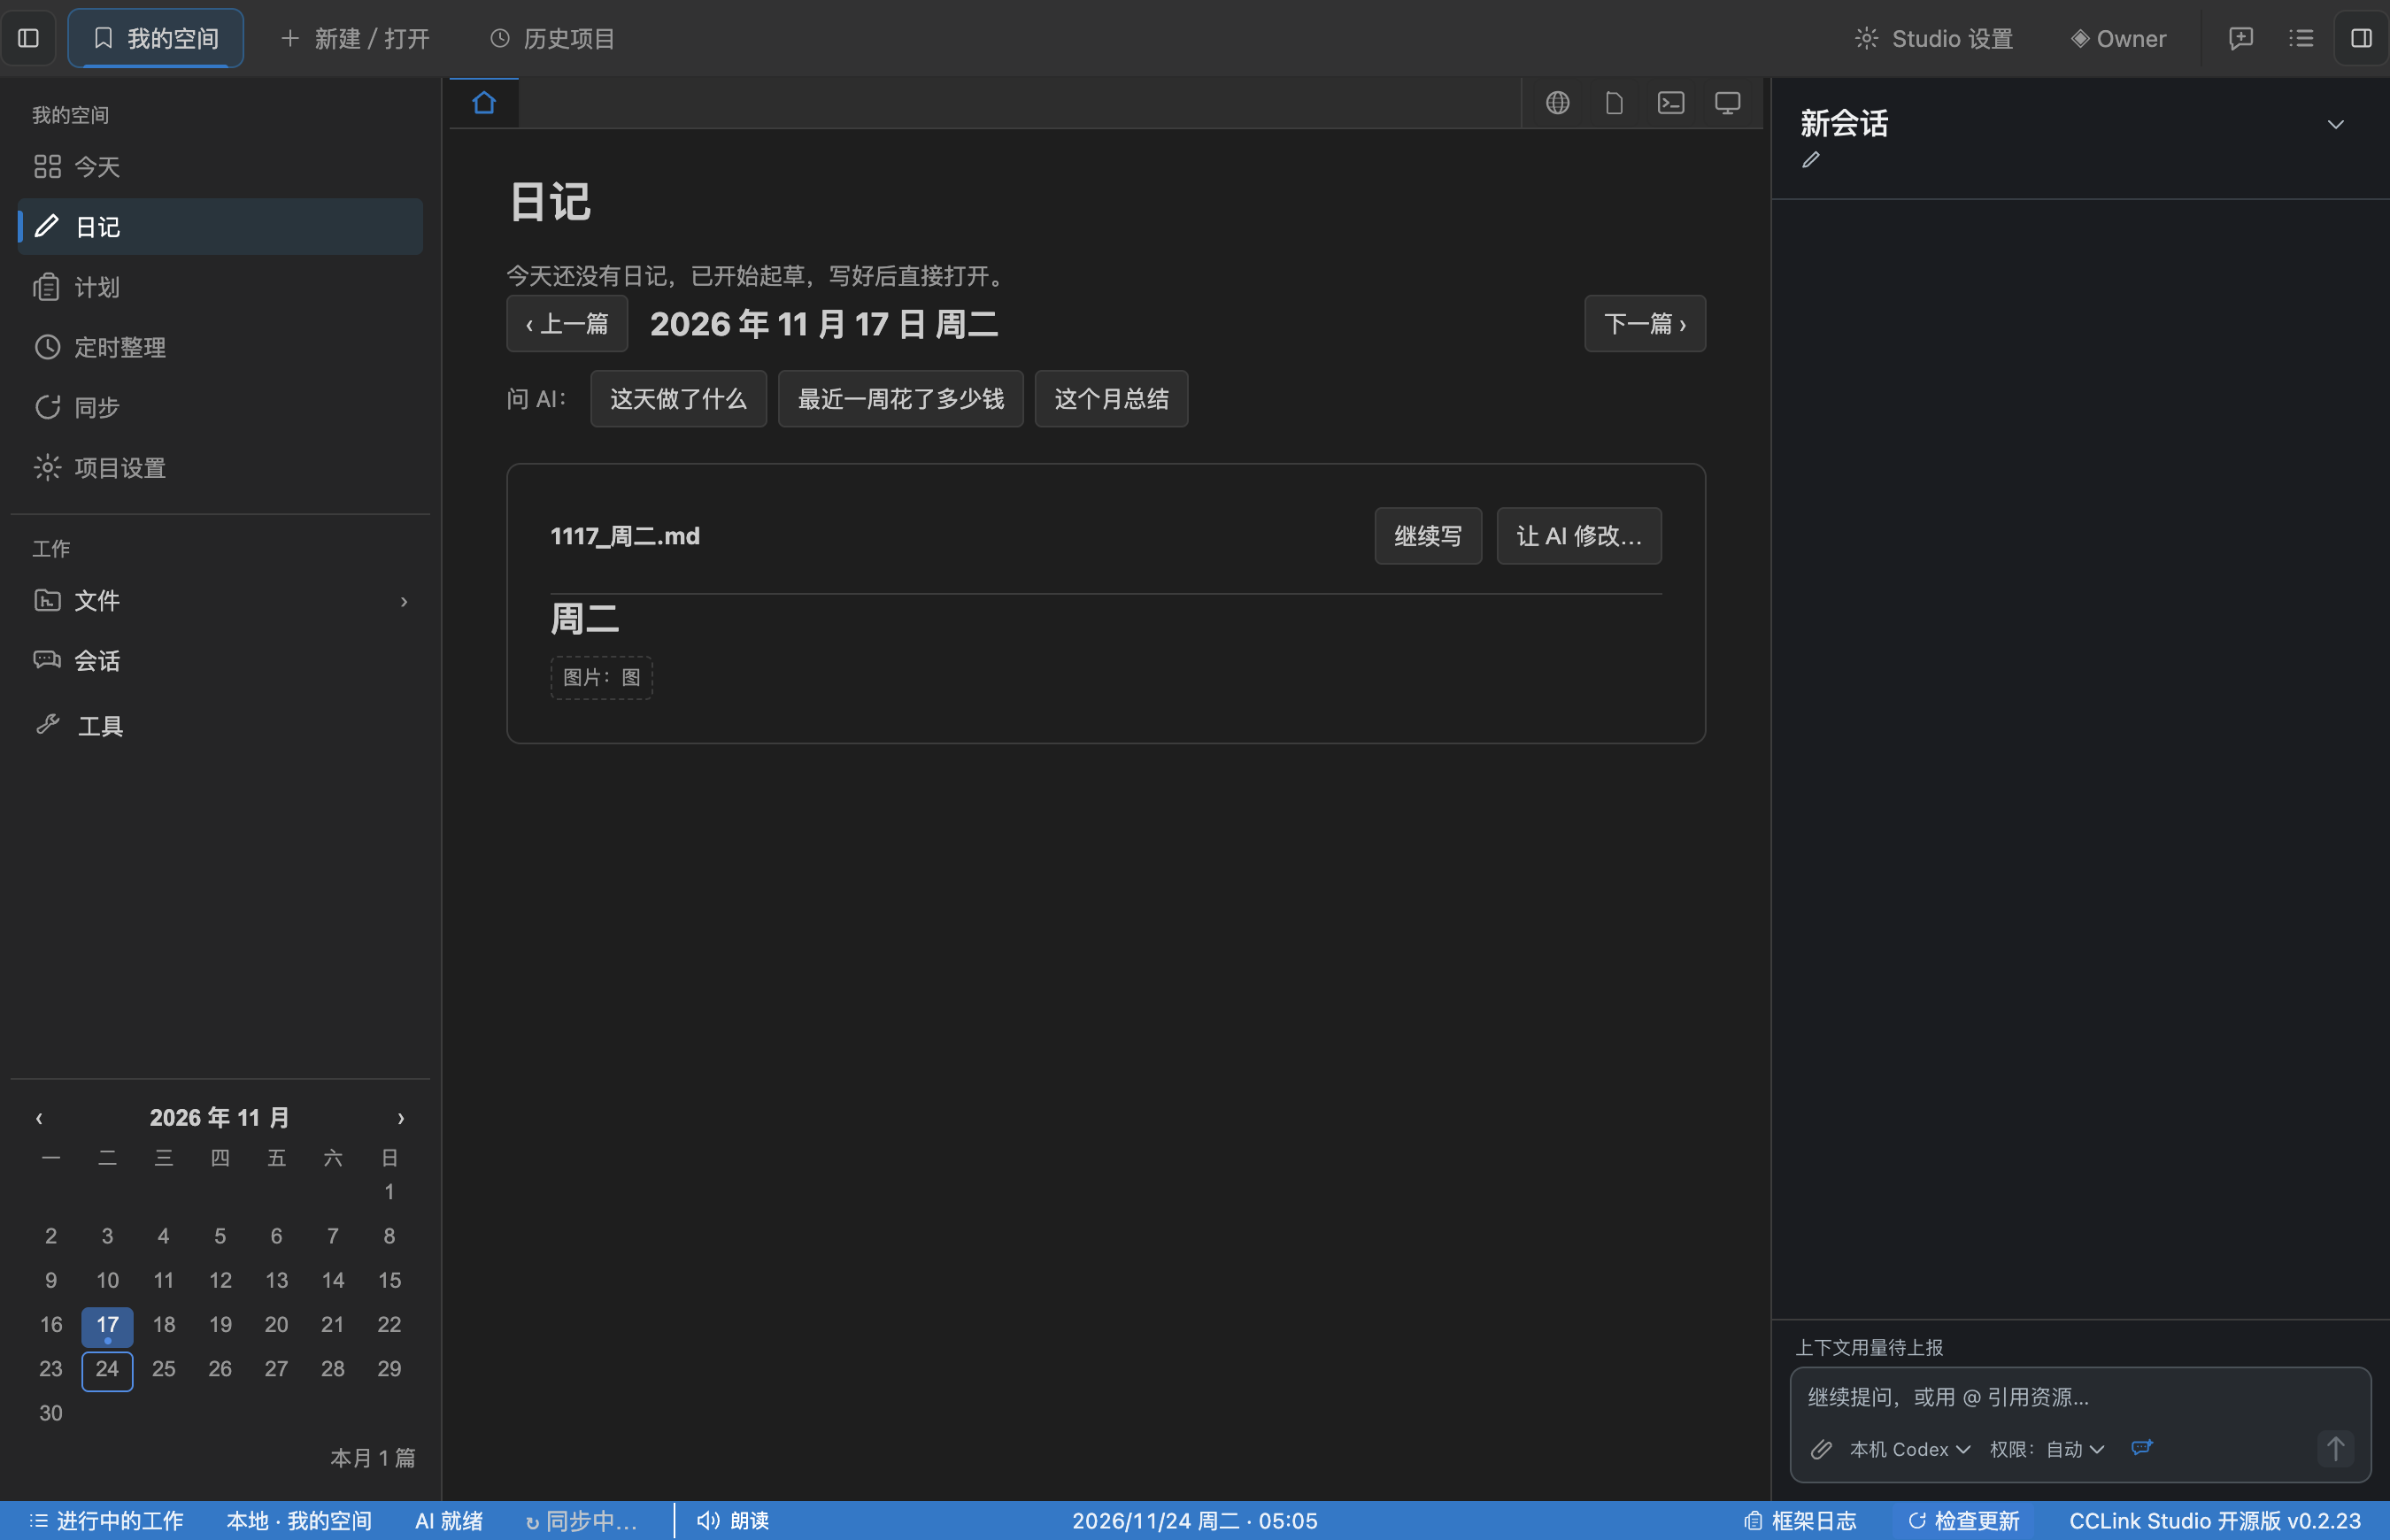 我的空间
新建 / 打开
历史项目
Studio 设置
Owner
我的空间
今天
日记
计划
定时整理
同步
项目设置
工作
文件
会话
工具
2026 年 11 月
一 二 三 四 五 六 日
1
2 3 4 5 6 7 8
9 10 11 12 13 14 15
16 17 18 19 20 21 22
23 24 25 26 27 28 29
30
本月 1 篇
日记
今天还没有日记，已开始起草，写好后直接打开。
‹ 上一篇
2026 年 11 月 17 日 周二
下一篇 ›
问 AI：
这天做了什么
最近一周花了多少钱
这个月总结
1117_周二.md
继续写
让 AI 修改…
周二
图片：图
新会话
上下文用量待上报
继续提问，或用 @ 引用资源...
本机 Codex
权限：自动
进行中的工作
本地 · 我的空间
AI 就绪
同步中…
朗读
2026/11/24 周二 · 05:05
框架日志
检查更新
CCLink Studio 开源版 v0.2.23